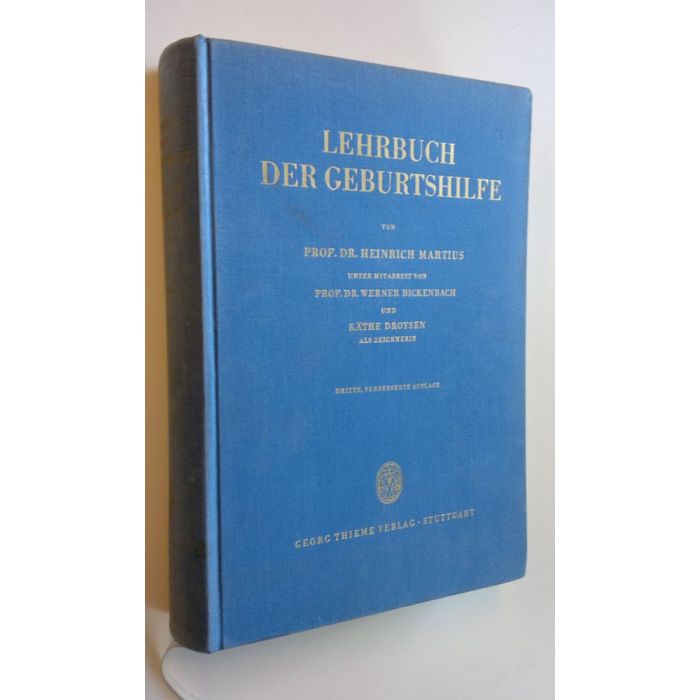 LEHRBUCH
DER GEBURTSHILFE
VON
PROF. DR. HEINRICH MARTIUS
UNTER MITARBEIT VON
PROF. DR. WERNER BICKENBACH
UND
KÄTHE DROYSEN
ALS ZEICHNERIN
DRITTE, VERBESSERTE AUFLAGE
GEORG THIEME VERLAG · STUTTGART